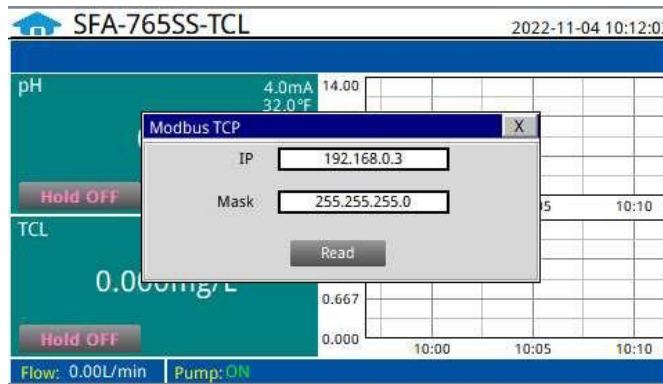 SFA-765SS-TCL
2022-11-04 10:12:0
pH
4.0mA
32.0°F
14.00
Modbus TCP
X
IP
192.168.0.3
Mask
255.255.255.0
Read
Hold OFF
10:10
TCL
0.667
0.000
Hold OFF
10:00
10:05
10:10
Flow: 0.00L/min
Pump:ON